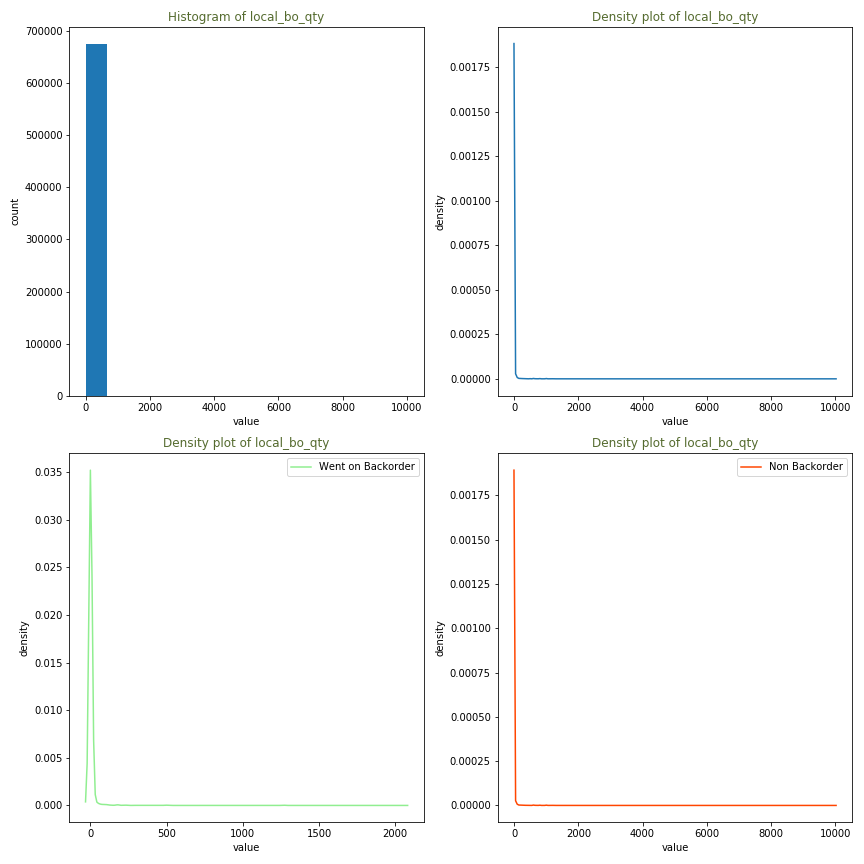 Histogram of local_bo_qty
700000
600000
500000
400000
300000
200000
100000
0
count
0 2000 4000 6000 8000 10000
value
Density plot of local_bo_qty
0.00175
0.00150
0.00125
0.00100
0.00075
0.00050
0.00025
0.00000
density
0 2000 4000 6000 8000 10000
value
Density plot of local_bo_qty
Went on Backorder
0.035
0.030
0.025
0.020
0.015
0.010
0.005
0.000
density
0 500 1000 1500 2000
value
Density plot of local_bo_qty
Non Backorder
0.00175
0.00150
0.00125
0.00100
0.00075
0.00050
0.00025
0.00000
density
0 2000 4000 6000 8000 10000
value